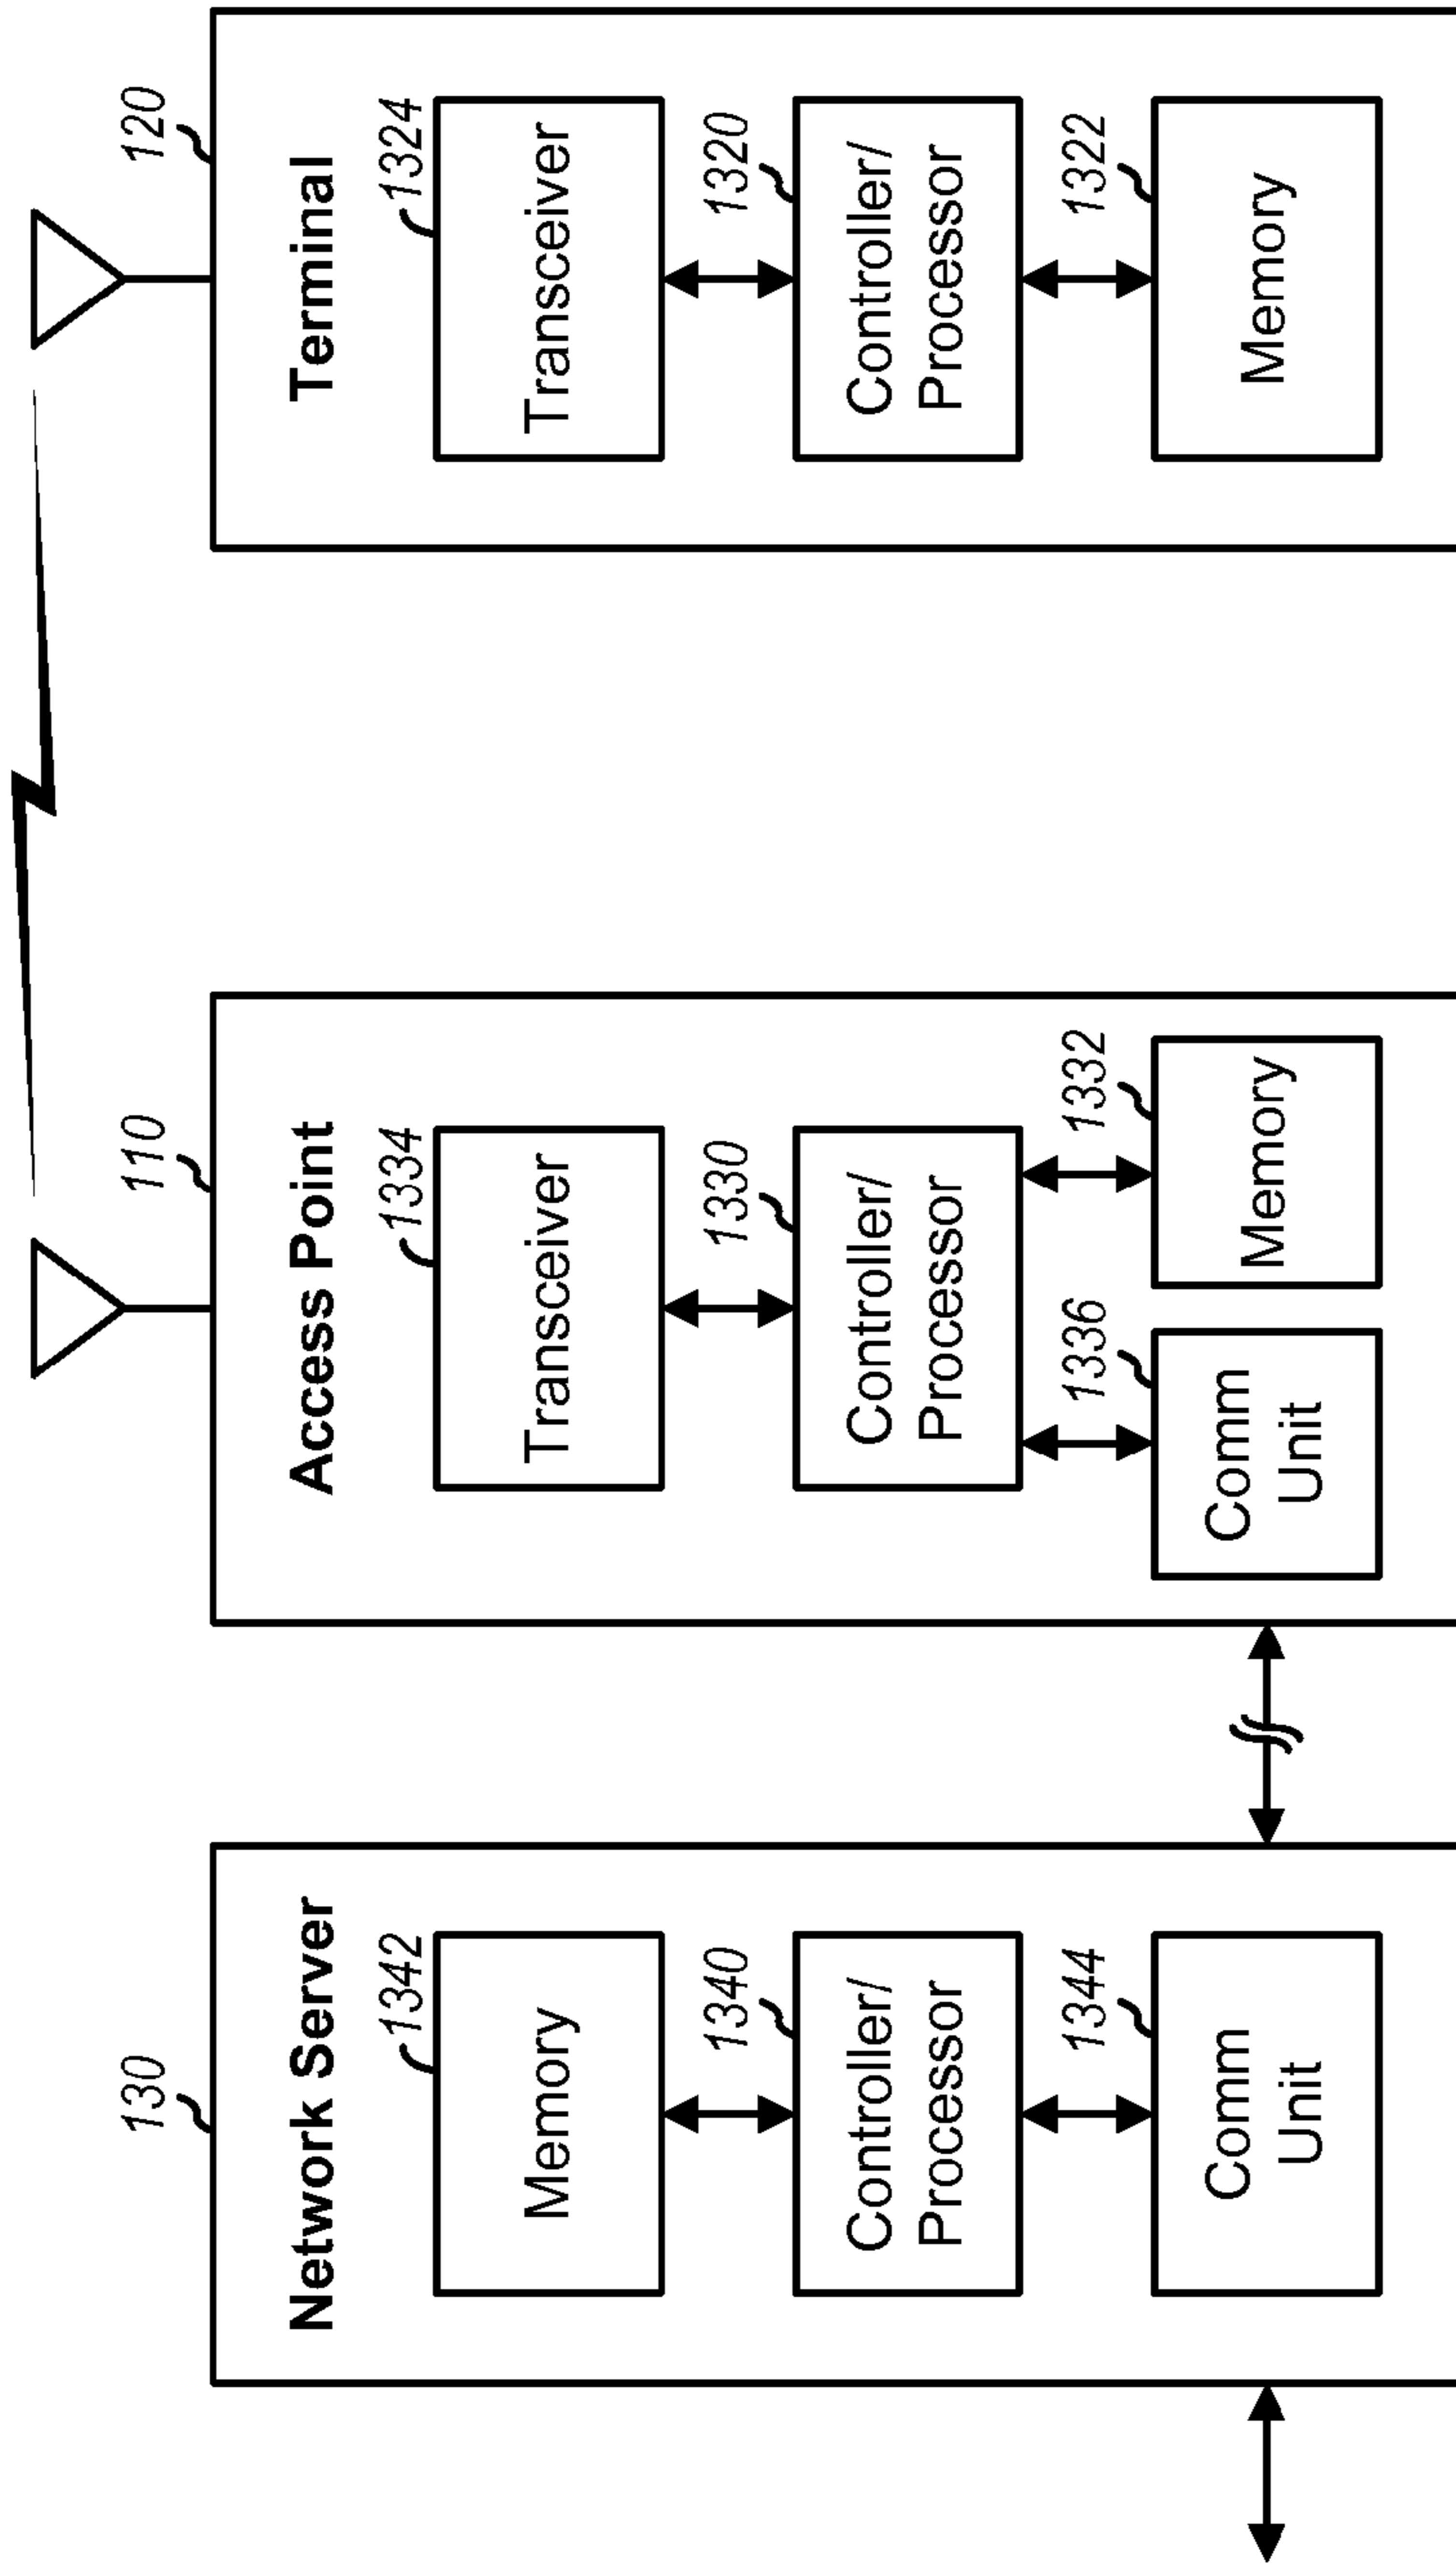 130
Network Server
1342
Memory
1340
Controller/
Processor
1344
Comm
Unit
110
Access Point
1334
Transceiver
1330
Controller/
Processor
1336
Comm
Unit
1332
Memory
120
Terminal
1324
Transceiver
1320
Controller/
Processor
1322
Memory